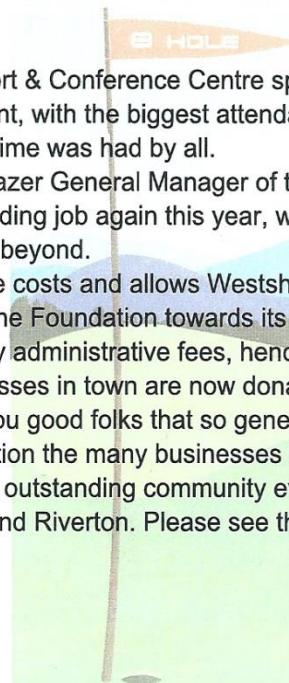 8 HOLE
rt & Conference Centre sp
nt, with the biggest attenda
ime was had by all.
azer General Manager of t
ding job again this year, w
beyond.
e costs and allows Westsh
ne Foundation towards its
y administrative fees, henc
sses in town are now dona
ou good folks that so gene
tion the many businesses
outstanding community ev
nd Riverton. Please see th